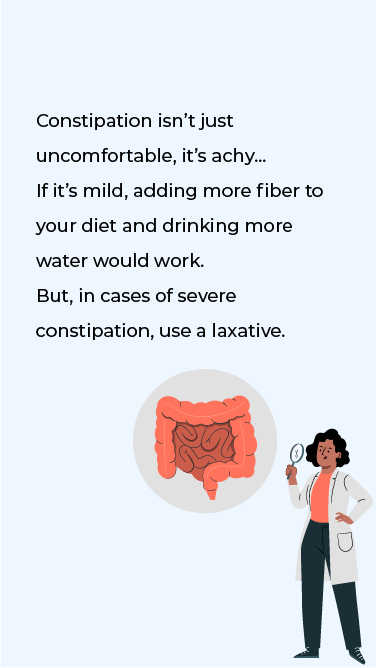 Constipation isn’t just
uncomfortable, it’s achy...
If it’s mild, adding more fiber to
your diet and drinking more
water would work.
But, in cases of severe
constipation, use a laxative.